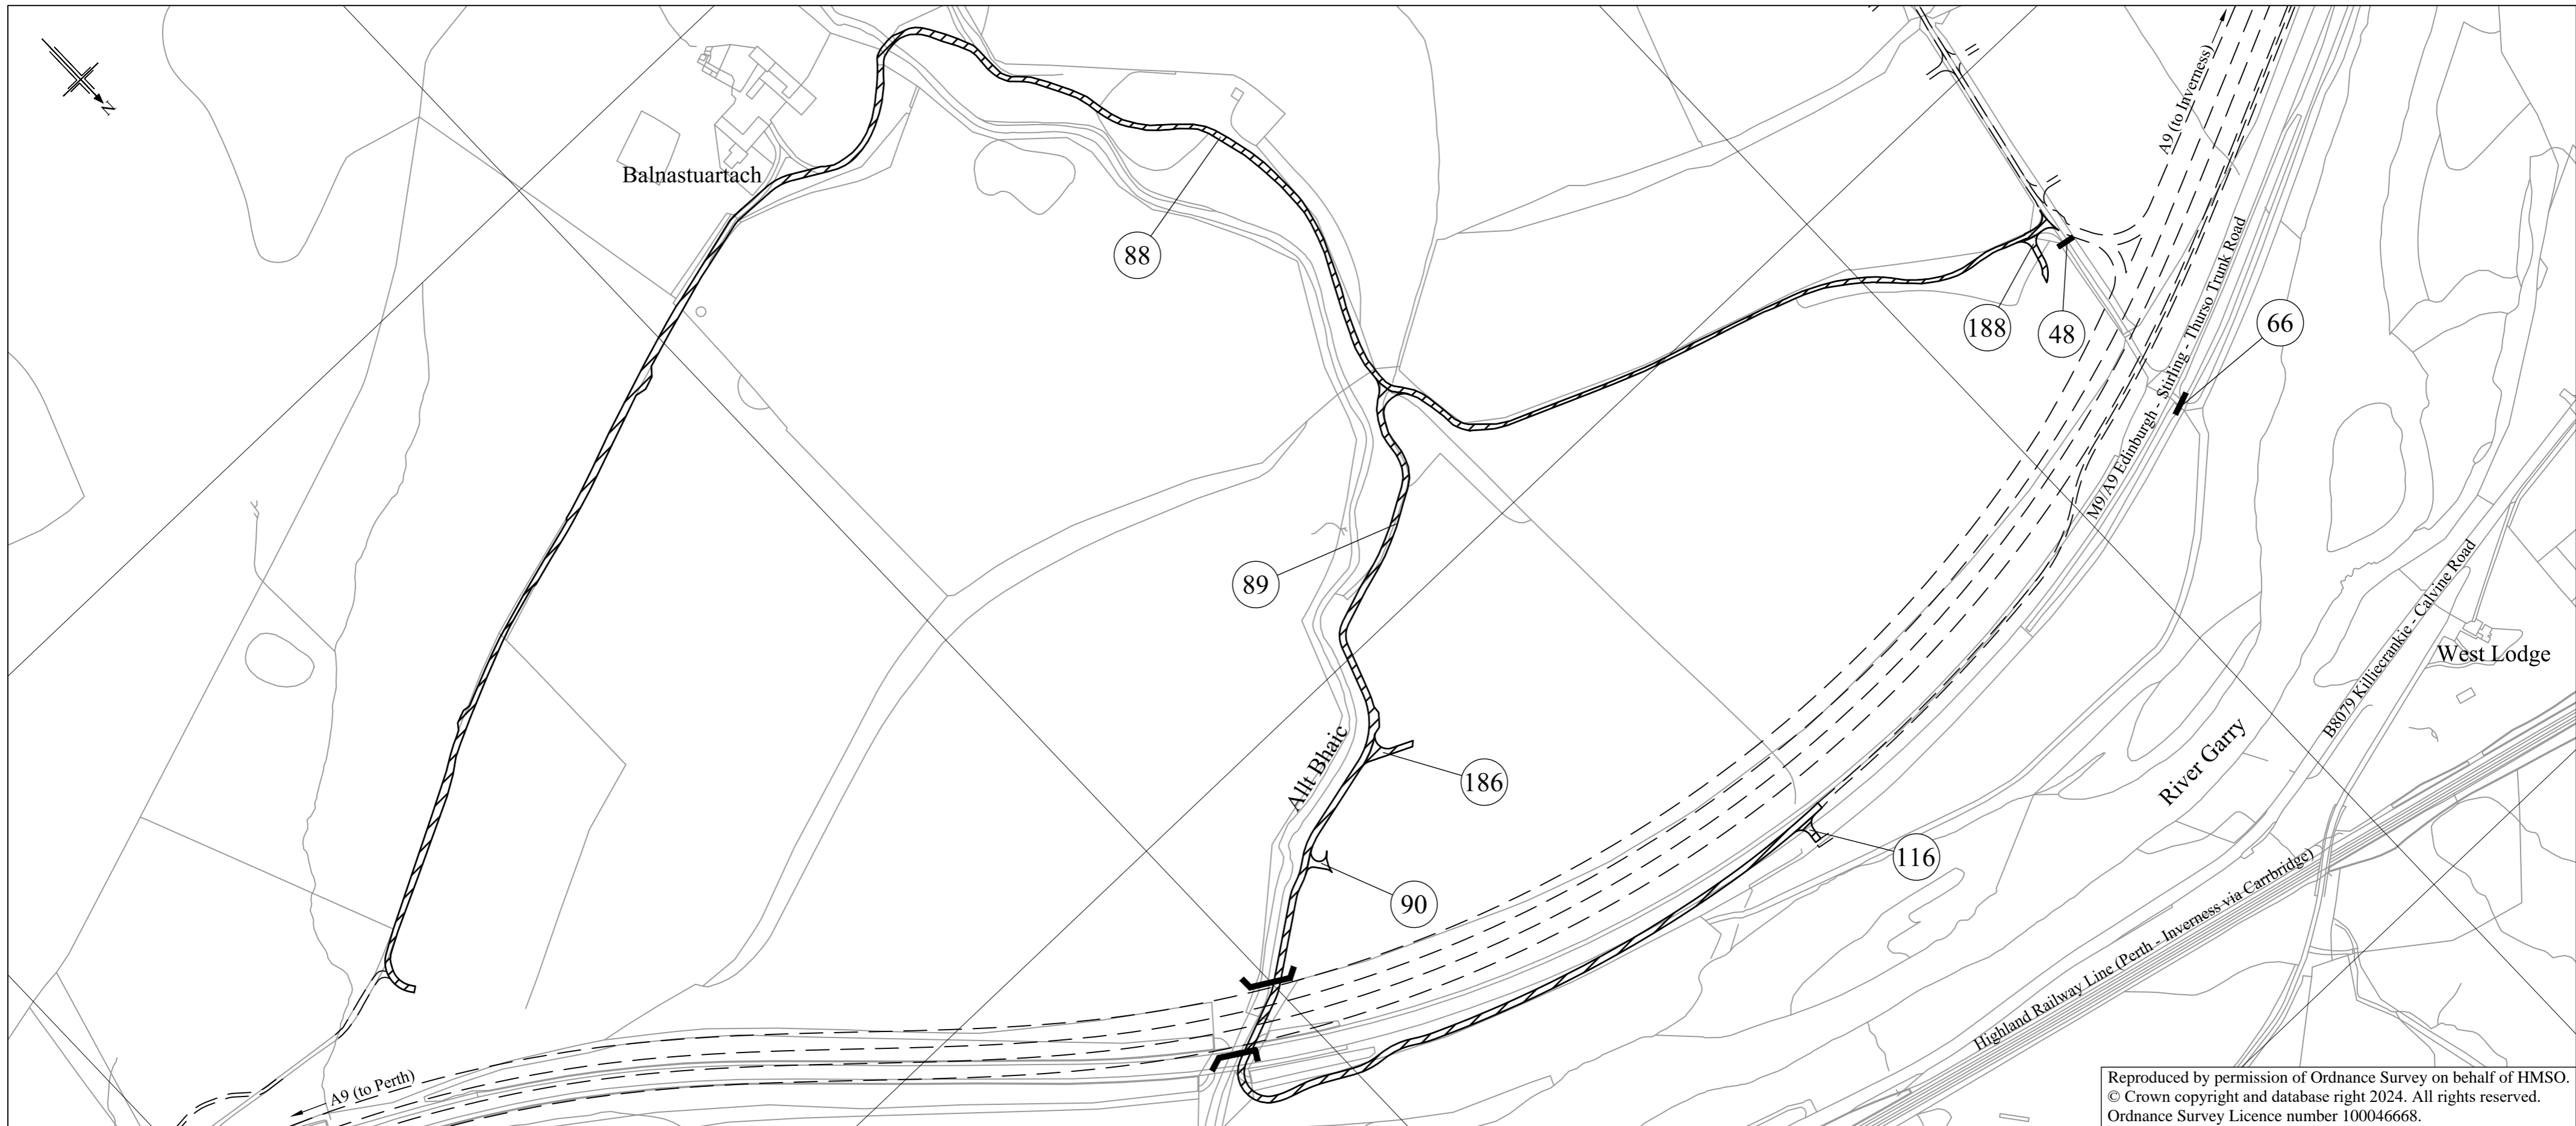 N
A9 (to Inverness)
Balnastuartach
88
188
48
66
M9/A9 Edinburgh - Stirling - Thurso Trunk Road
89
B8079 Killiecrankie - Calvine Road
West Lodge
Allt Bhaic
186
River Garry
116
90
Highland Railway Line (Perth - Inverness via Carrbridge)
A9 (to Perth)
Reproduced by permission of Ordnance Survey on behalf of HMSO.
© Crown copyright and database right 2024. All rights reserved.
Ordnance Survey Licence number 100046668.